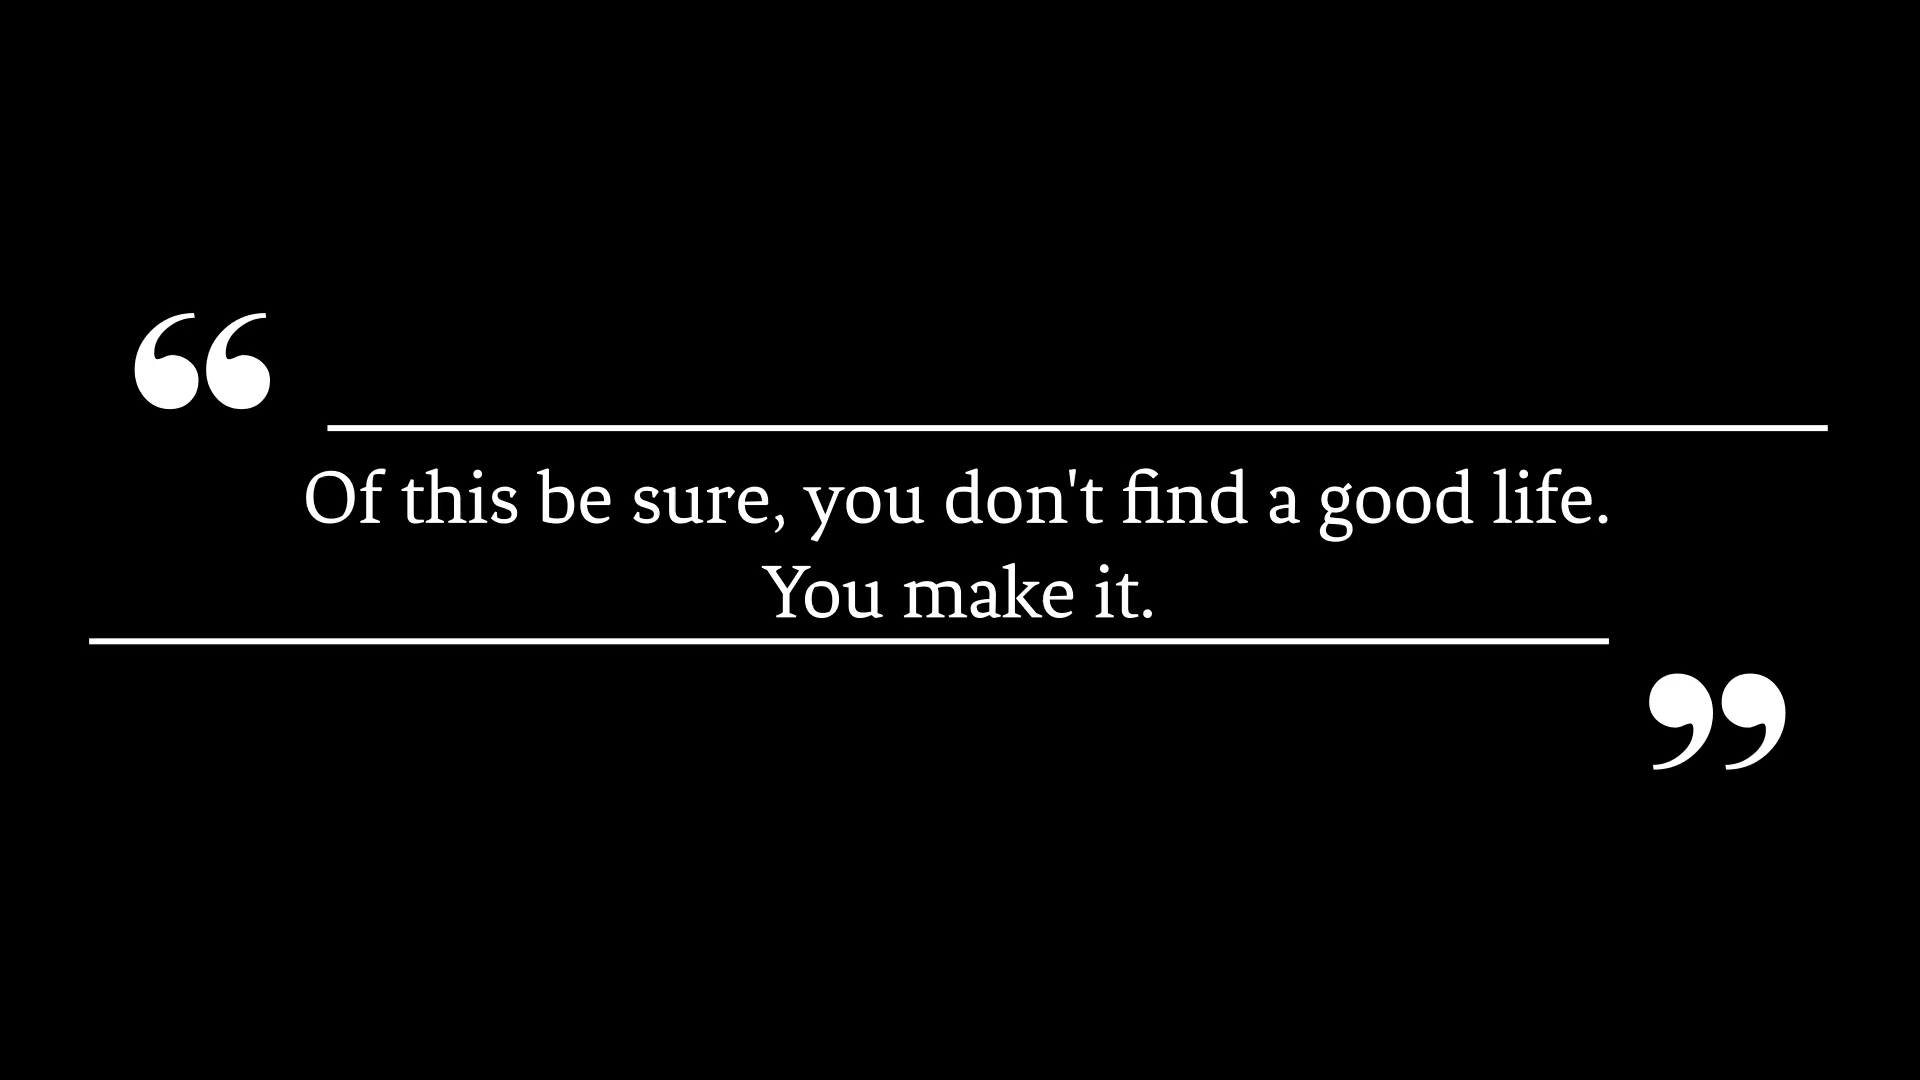 “
Of this be sure, you don't find a good life.
You make it.
”